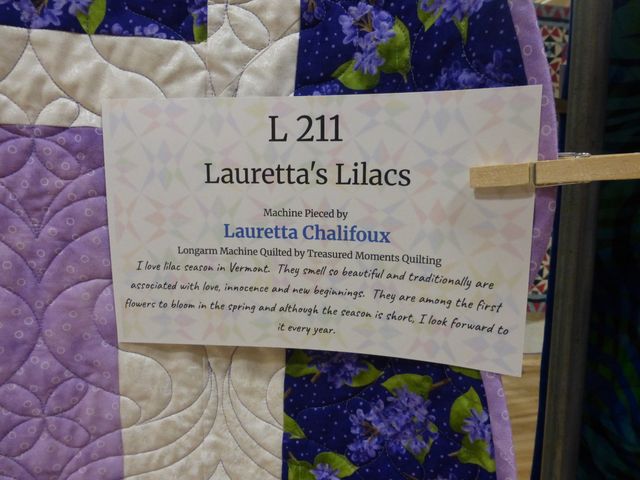 L 211
Lauretta's Lilacs
Machine Pieced by
Lauretta Chalifoux
Longarm Machine Quilted by Treasured Moments Quilting
I love lilac season in Vermont. They smell so beautiful and traditionally are
associated with love, innocence and new beginnings. They are among the first
flowers to bloom in the spring and although the season is short, I look forward to
it every year.